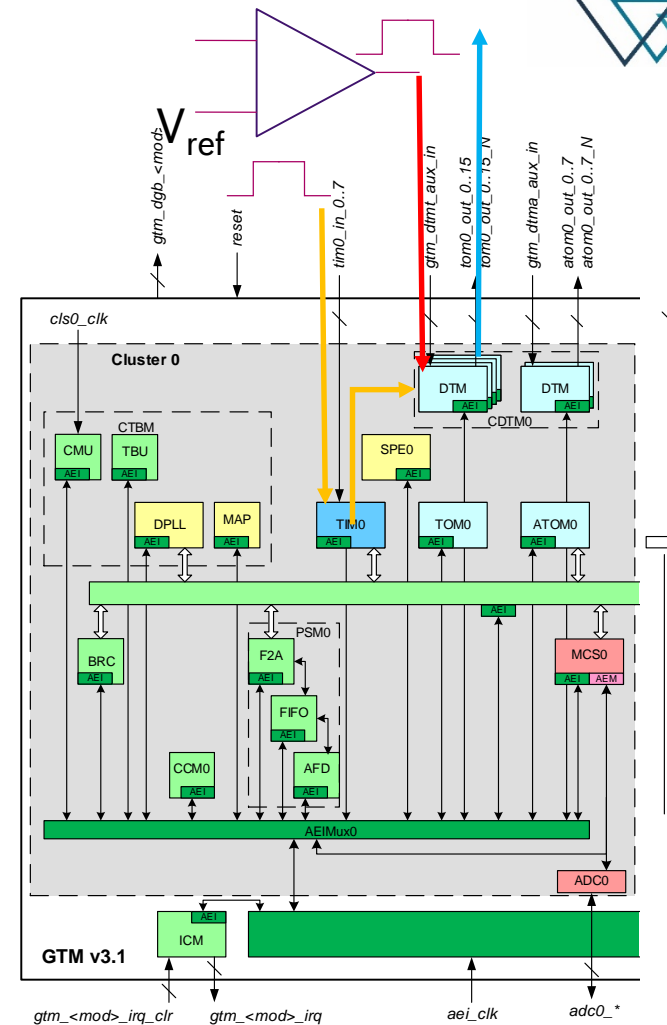 Vref
gtm_dgb_<mod>
reset
tim0_in_0..7
gtm_dtmt_aux_in
tom0_out_0..15
tom0_out_0..15_N
gtm_dtma_aux_in
atom0_out_0..7
atom0_out_0..7_N
cls0_clk
Cluster 0
DTM
AEI
DTM
AEI
CDTM0
CTBM
CMU
AEI
TBU
AEI
SPE0
AEI
DPLL
AEI
MAP
AEI
TIM0
AEI
TOM0
AEI
ATOM0
AEI
AEI
PSM0
BRC
AEI
F2A
AEI
MCS0
AEI
AEM
FIFO
AEI
CCM0
AEI
AFD
AEI
AEIMux0
ADC0
AEI
ICM
GTM v3.1
gtm_<mod>_irq_clr
gtm_<mod>_irq
aei_clk
adc0_*